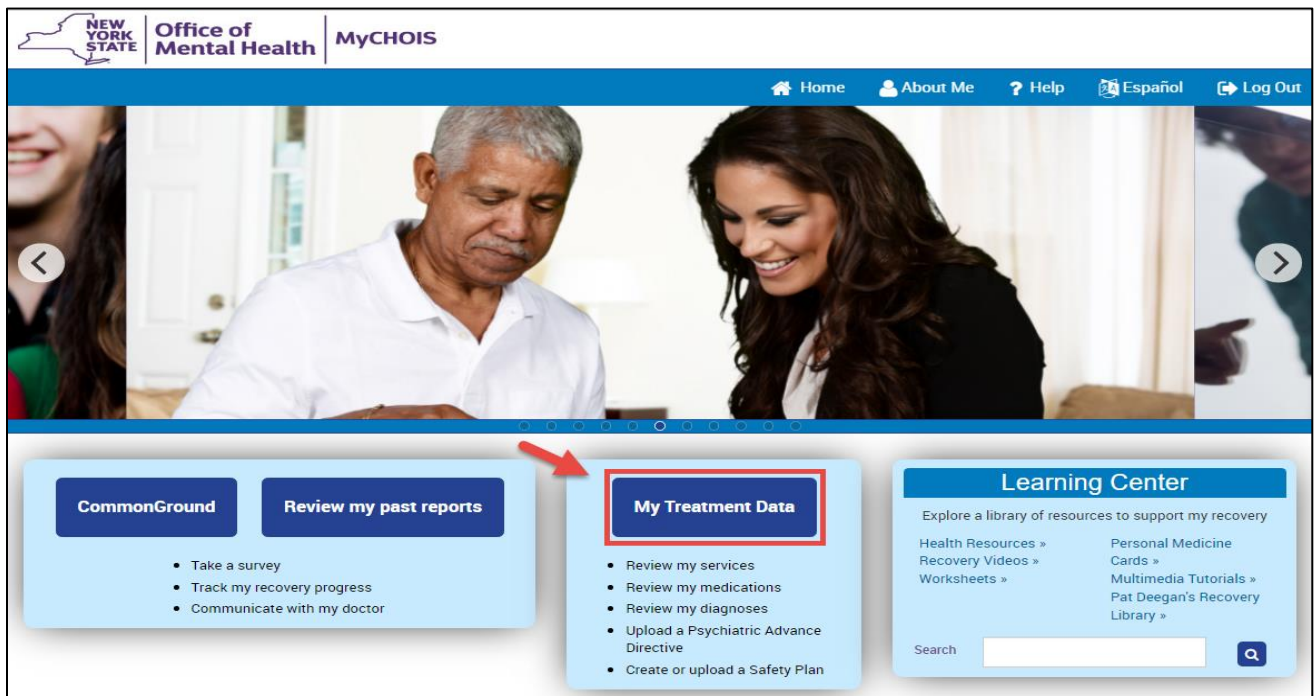 NEW
YORK
STATE
Office of
Mental Health
MyCHOIS
Home About Me ? Help Español Log Out
CommonGround
Review my past reports
• Take a survey
• Track my recovery progress
• Communicate with my doctor
My Treatment Data
• Review my services
• Review my medications
• Review my diagnoses
• Upload a Psychiatric Advance
Directive
• Create or upload a Safety Plan
Learning Center
Explore a library of resources to support my recovery
Health Resources »
Recovery Videos »
Worksheets »
Personal Medicine
Cards »
Multimedia Tutorials »
Pat Deegan's Recovery
Library »
Search